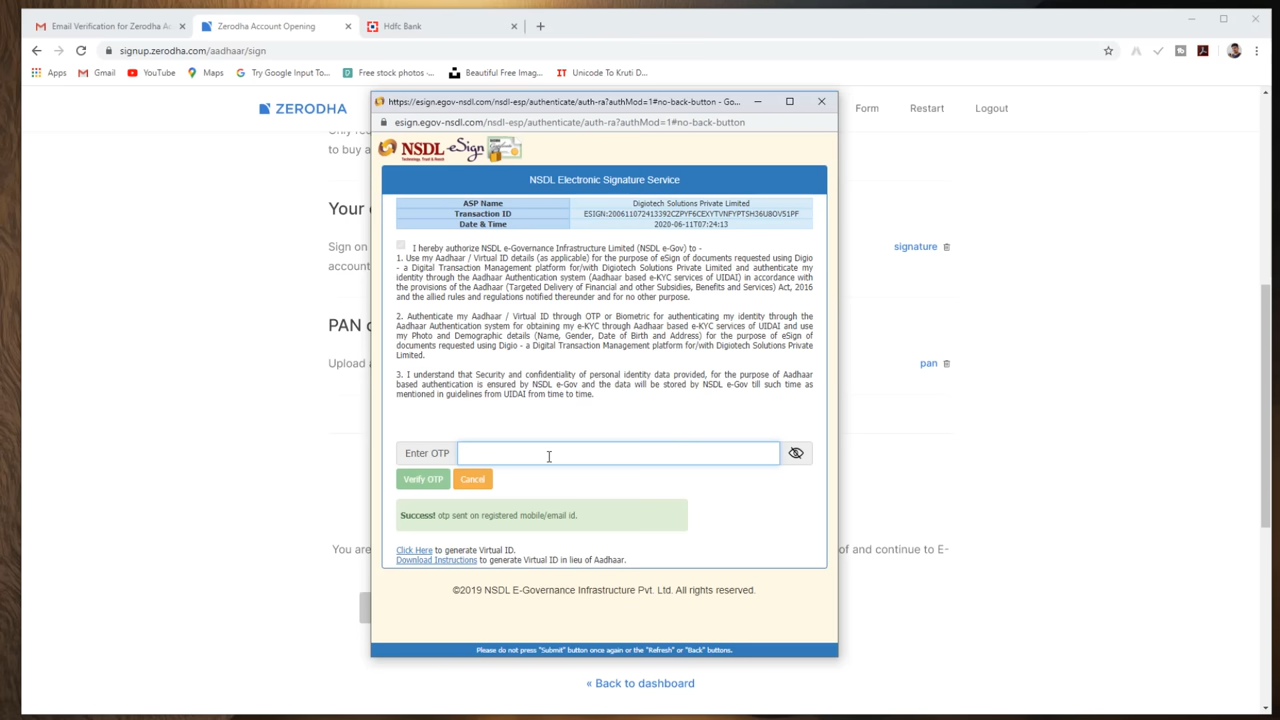 Email Verification for Zerodha Ac
Zerodha Account Opening
Hdfc Bank
signup.zerodha.com/aadhaar/sign
Apps
Gmail
YouTube
Maps
Try Google Input To...
Free stock photos -...
Beautiful Free Imag...
Unicode To Kruti D...
ZERODHA
Form
Restart
Logout
https://esign.egov-nsdl.com/nsdl-esp/authenticate/auth-ra?authMod=1#no-back-button - Go...
esign.egov-nsdl.com/nsdl-esp/authenticate/auth-ra?authMod=1#no-back-button
Only re
to buy a
NSDL eSign
Technology, Trust & Reach
NSDL Electronic Signature Service
ASP Name Digiotech Solutions Private Limited
Transaction ID ESIGN:200611072413392CZPYF6CEXYTVNFYPTSH36U8OV51PF
Date & Time 2020-06-11T07:24:13
Your
Sign on
account
signature
I hereby authorize NSDL e-Governance Infrastructure Limited (NSDL e-Gov) to -
1. Use my Aadhaar / Virtual ID details (as applicable) for the purpose of eSign of documents requested using Digio
- a Digital Transaction Management platform for/with Digiotech Solutions Private Limited and authenticate my
identity through the Aadhaar Authentication system (Aadhaar based e-KYC services of UIDAI) in accordance with
the provisions of the Aadhaar (Targeted Delivery of Financial and other Subsidies, Benefits and Services) Act, 2016
and the allied rules and regulations notified thereunder and for no other purpose.
2. Authenticate my Aadhaar / Virtual ID through OTP or Biometric for authenticating my identity through the
Aadhaar Authentication system for obtaining my e-KYC through Aadhaar based e-KYC services of UIDAI and use
my Photo and Demographic details (Name, Gender, Date of Birth and Address) for the purpose of eSign of
documents requested using Digio - a Digital Transaction Management platform for/with Digiotech Solutions Private
Limited.
PAN
Upload
pan
3. I understand that Security and confidentiality of personal identity data provided, for the purpose of Aadhaar
based authentication is ensured by NSDL e-Gov and the data will be stored by NSDL e-Gov till such time as
mentioned in guidelines from UIDAI from time to time.
Enter OTP
Verify OTP
Cancel
Success! otp sent on registered mobile/email id.
Click Here to generate Virtual ID.
Download Instructions to generate Virtual ID in lieu of Aadhaar.
You are
of and continue to E-
©2019 NSDL E-Governance Infrastructure Pvt. Ltd. All rights reserved.
Please do not press "Submit" button once again or the "Refresh" or "Back" buttons.
« Back to dashboard